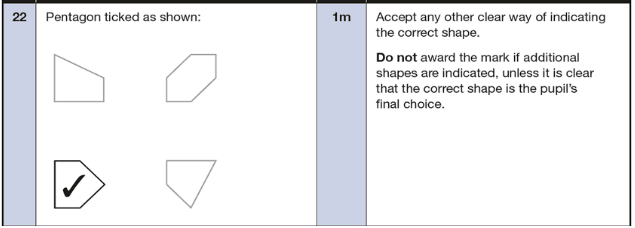 22 Pentagon ticked as shown: 1m Accept any other clear way of indicating
the correct shape.
Do not award the mark if additional
shapes are indicated, unless it is clear
that the correct shape is the pupil's
final choice.